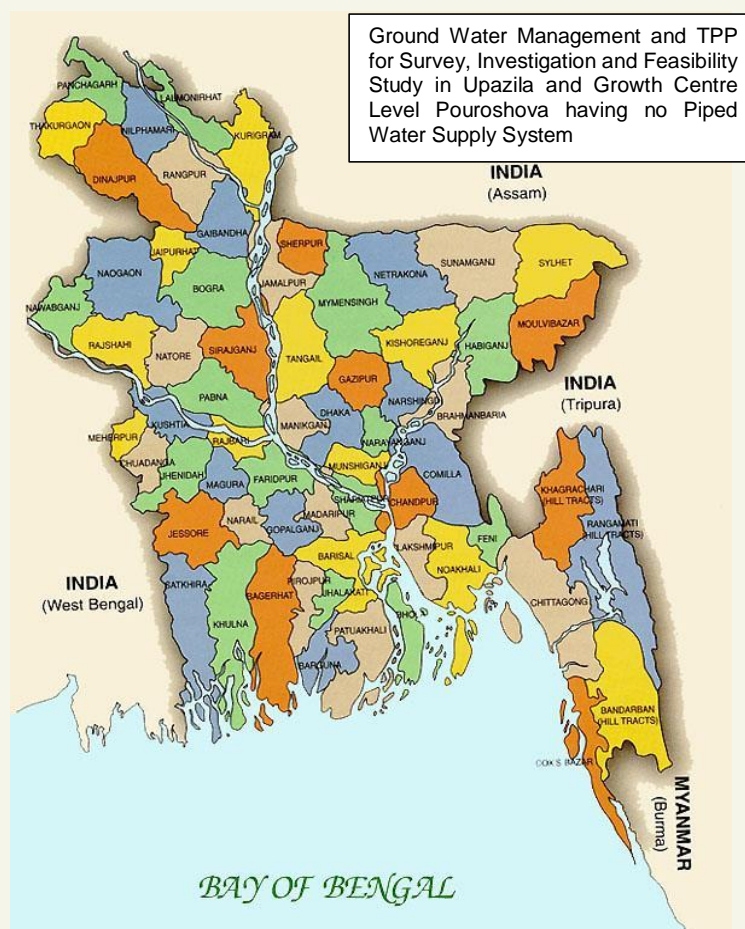 Ground Water Management and TPP
for Survey, Investigation and Feasibility
Study in Upazila and Growth Centre
Level Pouroshova having no Piped
Water Supply System
INDIA
(Assam)
PANCHAGARH
LALMONIRHAT
THAKURGAON
NILPHAMARI
KURIGRAM
DINAJPUR
RANGPUR
GAIBANDHA
JAIPURHAT
SHERPUR
NAOGAON
JAMALPUR
NETRAKONA
SUNAMGANJ
SYLHET
BOGRA
MYMENSINGH
NAWABGANJ
RAJSHAHI
NATORE
SIRAJGANJ
TANGAIL
KISHOREGANJ
HABIGANJ
MOULVIBAZAR
GAZIPUR
PABNA
DHAKA
NARSHINGDI
INDIA
(Tripura)
MEHERPUR
KUSHTIA
RAJBARI
MANIKGANJ
NARAYANGANJ
BRAHMANBARIA
CHUADANGA
JHENIDAH
MAGURA
FARIDPUR
MUNSHIGANJ
COMILLA
SHARIATPUR
CHANDPUR
KHAGRACHARI
(HILL TRACTS)
JESSORE
NARAIL
GOPALGANJ
MADARIPUR
RANGAMATI
(HILL TRACTS)
LAKSHMIPUR
FENI
BARISAL
NOAKHALI
INDIA
(West Bengal)
SATKHIRA
KHULNA
BAGERHAT
PIROJPUR
JHALAKATI
BHOLA
CHITTAGONG
PATUAKHALI
BARGUNA
BANDARBAN
(HILL TRACTS)
COX'S BAZAR
MYANMAR
(Burma)
BAY OF BENGAL